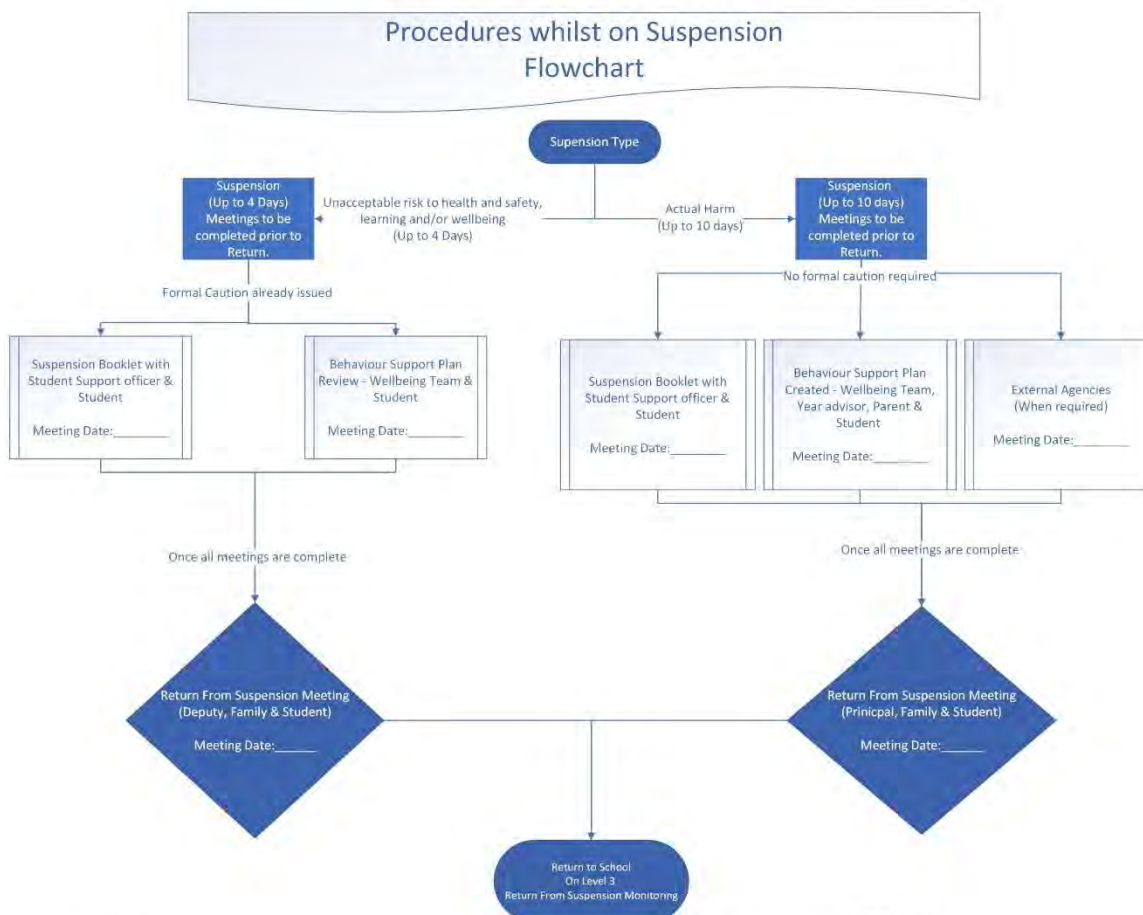 Procedures whilst on Suspension
Flowchart
Supension Type
Suspension
(Up to 4 Days)
Meetings to be
completed prior to
Return.
Unacceptable risk to health and safety,
learning and/or wellbeing
(Up to 4 Days)
Actual Harm
(Up to 10 days)
Suspension
(Up to 10 days)
Meetings to be
completed prior to
Return.
Formal Caution already issued
No formal caution required
Suspension Booklet with
Student Support officer &
Student
Meeting Date:________
Behaviour Support Plan
Review - Wellbeing Team &
Student
Meeting Date:________
Suspension Booklet with
Student Support officer &
Student
Meeting Date:________
Behaviour Support Plan
Created - Wellbeing Team,
Year advisor, Parent &
Student
Meeting Date:________
External Agencies
(When required)
Meeting Date:________
Once all meetings are complete
Once all meetings are complete
Return From Suspension Meeting
(Deputy, Family & Student)
Meeting Date:______
Return From Suspension Meeting
(Prinicpal, Family & Student)
Meeting Date:______
Return to School
On Level 3
Return From Suspension Monitoring